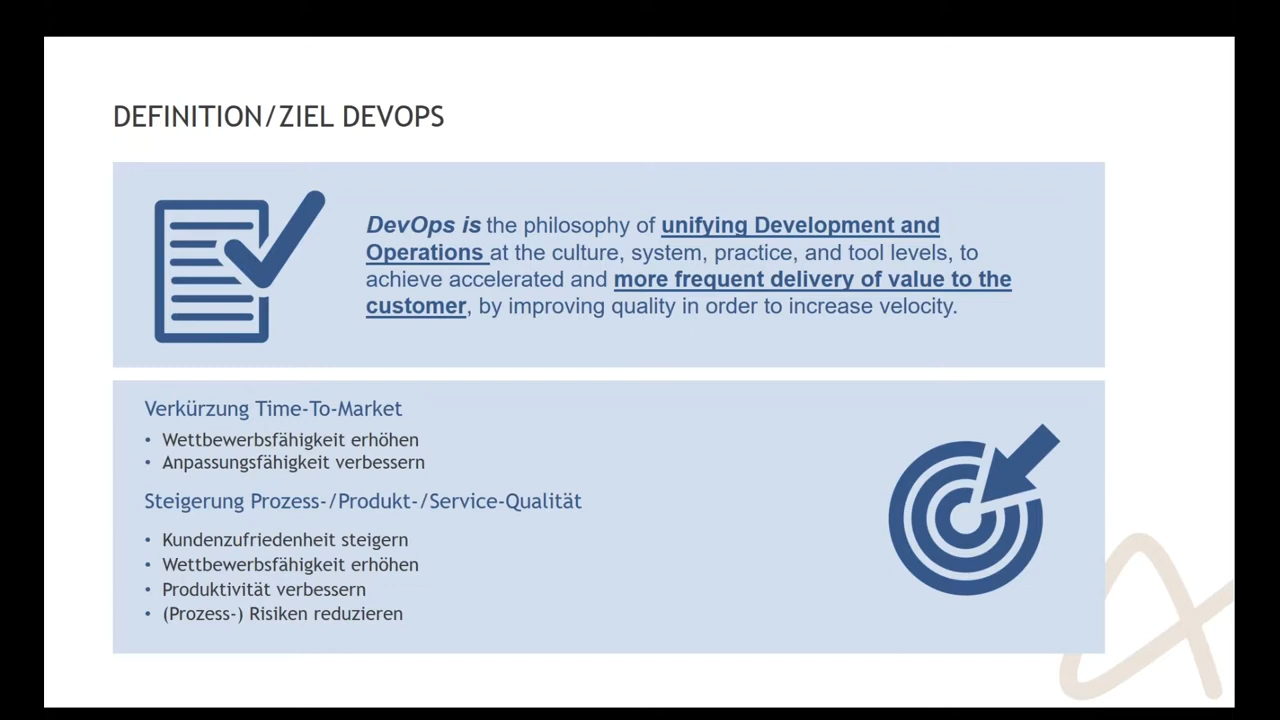 DEFINITION/ZIEL DEVOPS
DevOps is the philosophy of unifying Development and
Operations at the culture, system, practice, and tool levels, to
achieve accelerated and more frequent delivery of value to the
customer, by improving quality in order to increase velocity.
Verkürzung Time-To-Market
• Wettbewerbsfähigkeit erhöhen
• Anpassungsfähigkeit verbessern
Steigerung Prozess-/Produkt-/Service-Qualität
• Kundenzufriedenheit steigern
• Wettbewerbsfähigkeit erhöhen
• Produktivität verbessern
• (Prozess-) Risiken reduzieren